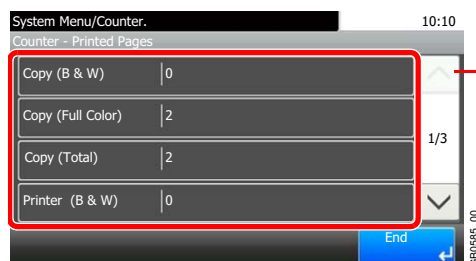 System Menu/Counter. 10:10
Counter - Printed Pages
Copy (B & W) 0
Copy (Full Color) 2
1/3
Copy (Total) 2
Printer (B & W) 0
End